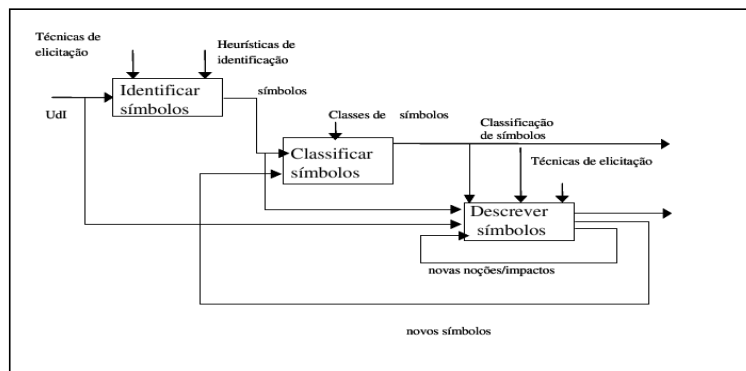 Técnicas de
elicitação
Heurísticas de
identificação
UdI
Identificar
símbolos
símbolos
Classes de símbolos
Classificação
de símbolos
Classificar
símbolos
Técnicas de elicitação
Descrever
símbolos
novas noções/impactos
novos símbolos